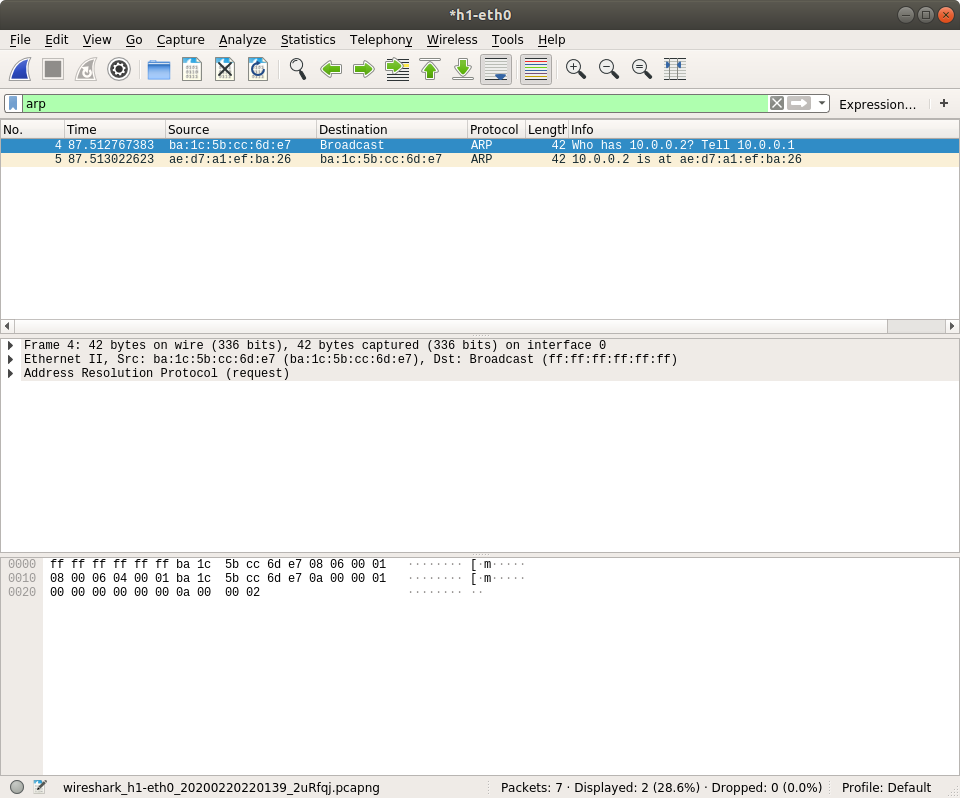 *h1-eth0
File Edit View Go Capture Analyze Statistics Telephony Wireless Tools Help
arp Expression… +
No. Time Source Destination Protocol Length Info
4 87.512767383 ba:1c:5b:cc:6d:e7 Broadcast ARP 42 Who has 10.0.0.2? Tell 10.0.0.1
5 87.513022623 ae:d7:a1:ef:ba:26 ba:1c:5b:cc:6d:e7 ARP 42 10.0.0.2 is at ae:d7:a1:ef:ba:26
Frame 4: 42 bytes on wire (336 bits), 42 bytes captured (336 bits) on interface 0
Ethernet II, Src: ba:1c:5b:cc:6d:e7 (ba:1c:5b:cc:6d:e7), Dst: Broadcast (ff:ff:ff:ff:ff:ff)
Address Resolution Protocol (request)
0000 ff ff ff ff ff ff ba 1c 5b cc 6d e7 08 06 00 01 ········ [·m·····
0010 08 00 06 04 00 01 ba 1c 5b cc 6d e7 0a 00 00 01 ········ [·m·····
0020 00 00 00 00 00 00 0a 00 00 02 ········ ··
wireshark_h1-eth0_20200220220139_2uRfqj.pcapng Packets: 7 · Displayed: 2 (28.6%) · Dropped: 0 (0.0%) Profile: Default